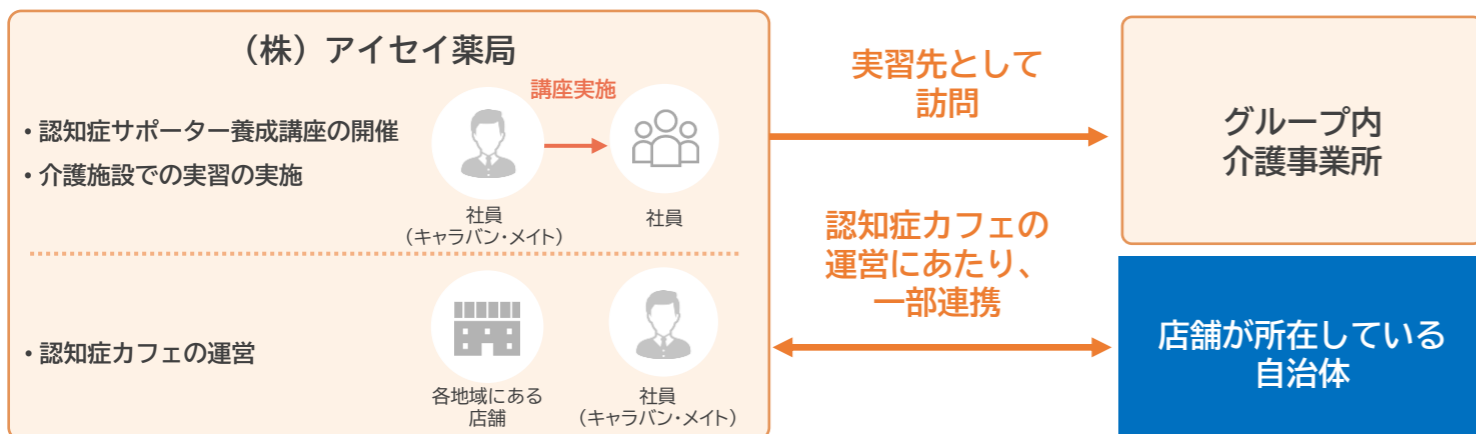 （株）アイセイ薬局
・認知症サポーター養成講座の開催
・介護施設での実習の実施
講座実施
社員
（キャラバン・メイト）
社員
・認知症カフェの運営
各地域にある
店舗
社員
（キャラバン・メイト）
実習先として
訪問
認知症カフェの
運営にあたり、
一部連携
グループ内
介護事業所
店舗が所在している
自治体